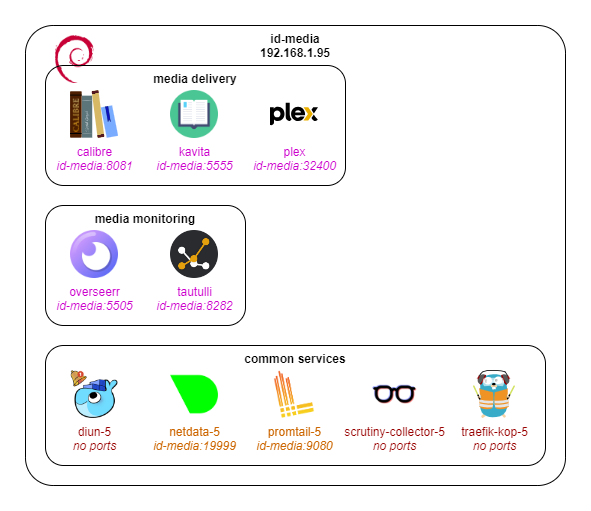 id-media
192.168.1.95
media delivery
CALIBRE
plex
calibre
kavita
plex
id-media:8081
id-media:5555
id-media:32400
media monitoring
overseerr
tautulli
id-media:5505
id-media:8282
common services
diun-5
netdata-5
promtail-5
scrutiny-collector-5
traefik-kop-5
no ports
id-media:19999
id-media:9080
no ports
no ports